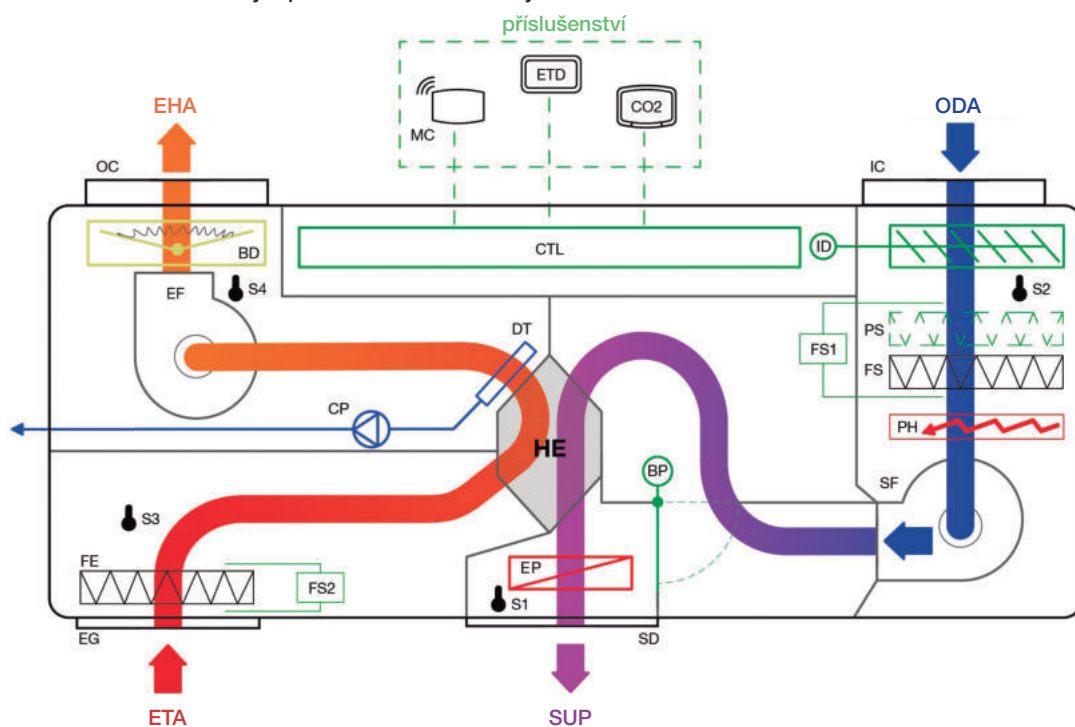 příslušenství
ETD
CO2
MC
EHA
ODA
OC
IC
CTL
ID
BD
EF
S4
S2
PS
FS1
FS
DT
CP
PH
HE
BP
SF
S3
FE
FS2
EP
S1
EG
SD
ETA
SUP